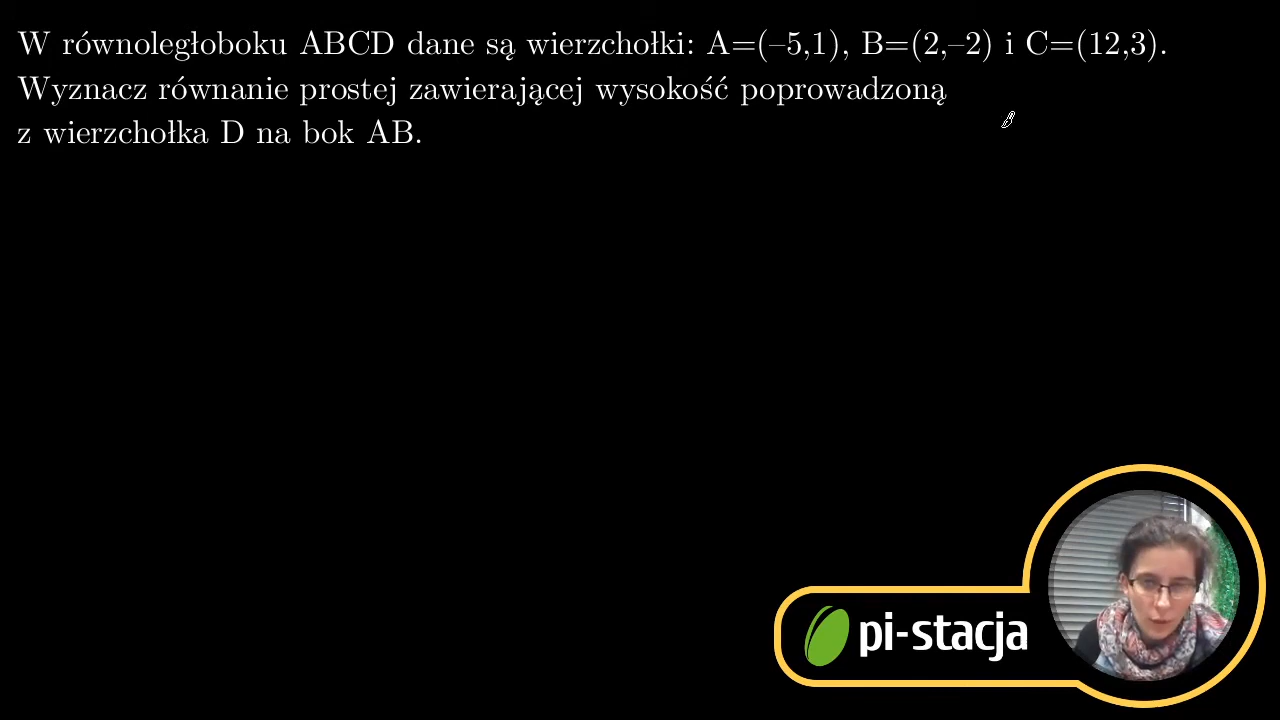 W równoległoboku ABCD dane są wierzchołki: A=(–5,1), B=(2,–2) i C=(12,3).
Wyznacz równanie prostej zawierającej wysokość poprowadzoną
z wierzchołka D na bok AB.
pi-stacja